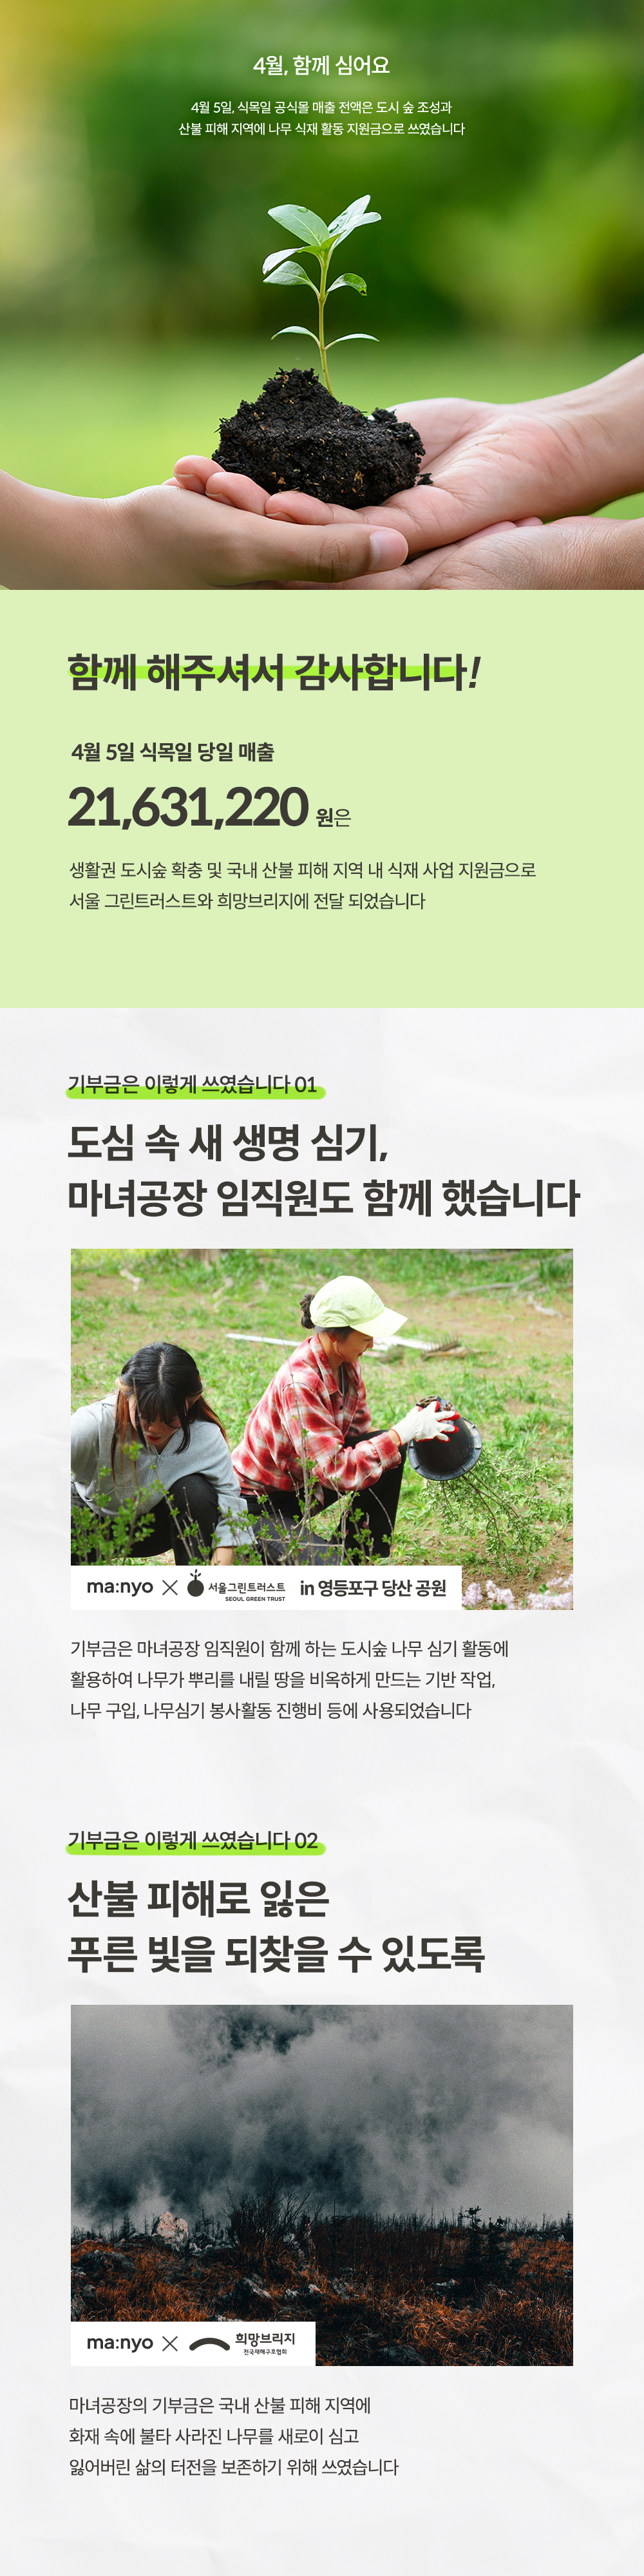 4월, 함께 심어요
4월 5일, 식목일 공식몰 매출 전액은 도시 숲 조성과
산불 피해 지역에 나무 식재 활동 지원금으로 쓰였습니다
함께 해주셔서 감사합니다!
4월 5일 식목일 당일 매출
21,631,220 원은
생활권 도시숲 확충 및 국내 산불 피해 지역 내 식재 사업 지원금으로
서울 그린트러스트와 희망브리지에 전달 되었습니다
기부금은 이렇게 쓰였습니다 01
도심 속 새 생명 심기,
마녀공장 임직원도 함께 했습니다
ma:nyo × 서울그린트러스트 in 영등포구 당산 공원
SEOUL GREEN TRUST
기부금은 마녀공장 임직원이 함께 하는 도시숲 나무 심기 활동에
활용하여 나무가 뿌리를 내릴 땅을 비옥하게 만드는 기반 작업,
나무 구입, 나무심기 봉사활동 진행비 등에 사용되었습니다
기부금은 이렇게 쓰였습니다 02
산불 피해로 잃은
푸른 빛을 되찾을 수 있도록
ma:nyo × 희망브리지
전국재해구호협회
마녀공장의 기부금은 국내 산불 피해 지역에
화재 속에 불타 사라진 나무를 새로이 심고
잃어버린 삶의 터전을 보존하기 위해 쓰였습니다